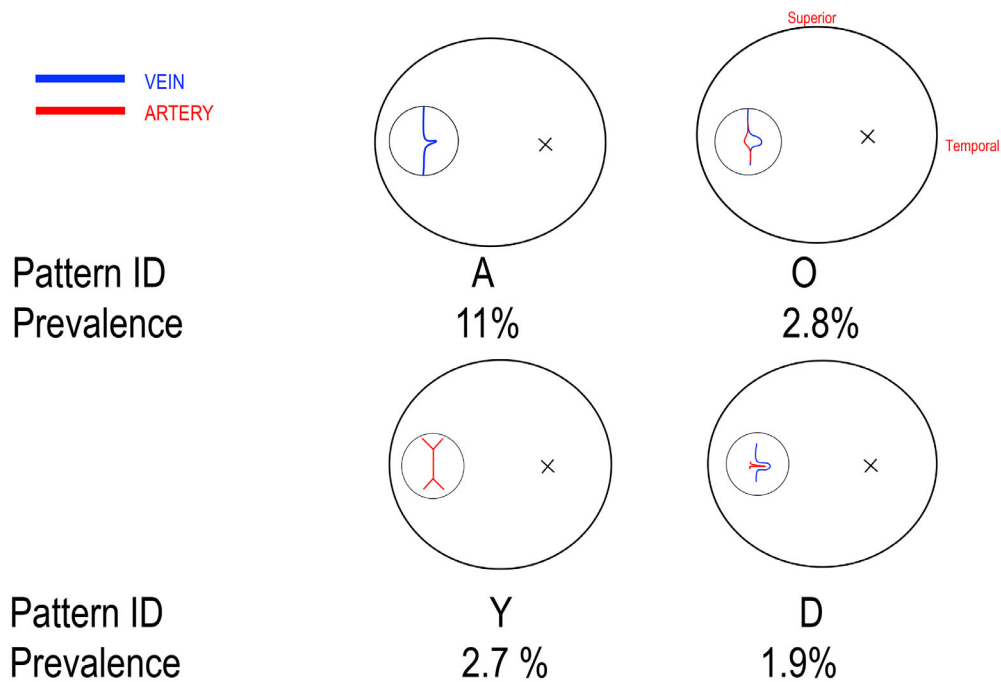 Superior
VEIN
ARTERY
Temporal
Pattern ID A O
Prevalence 11% 2.8%
Pattern ID Y D
Prevalence 2.7 % 1.9%